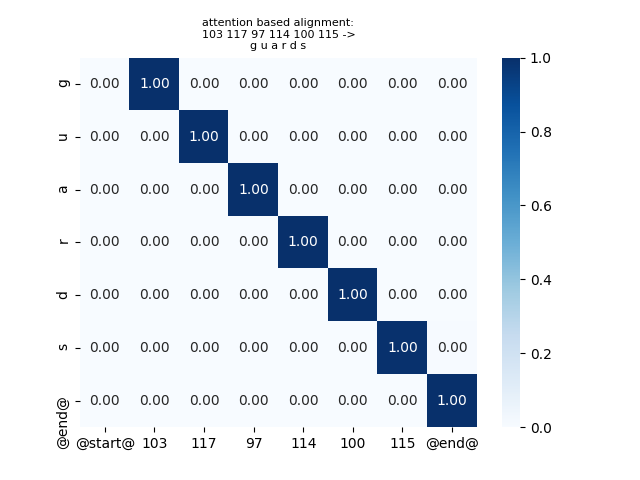 attention based alignment:
103 117 97 114 100 115 ->
g u a r d s
g 0.00 1.00 0.00 0.00 0.00 0.00 0.00 0.00
u 0.00 0.00 1.00 0.00 0.00 0.00 0.00 0.00
a 0.00 0.00 0.00 1.00 0.00 0.00 0.00 0.00
r 0.00 0.00 0.00 0.00 1.00 0.00 0.00 0.00
d 0.00 0.00 0.00 0.00 0.00 1.00 0.00 0.00
s 0.00 0.00 0.00 0.00 0.00 0.00 1.00 0.00
@end@ 0.00 0.00 0.00 0.00 0.00 0.00 0.00 1.00
@start@ 103 117 97 114 100 115 @end@
1.0
0.8
0.6
0.4
0.2
0.0